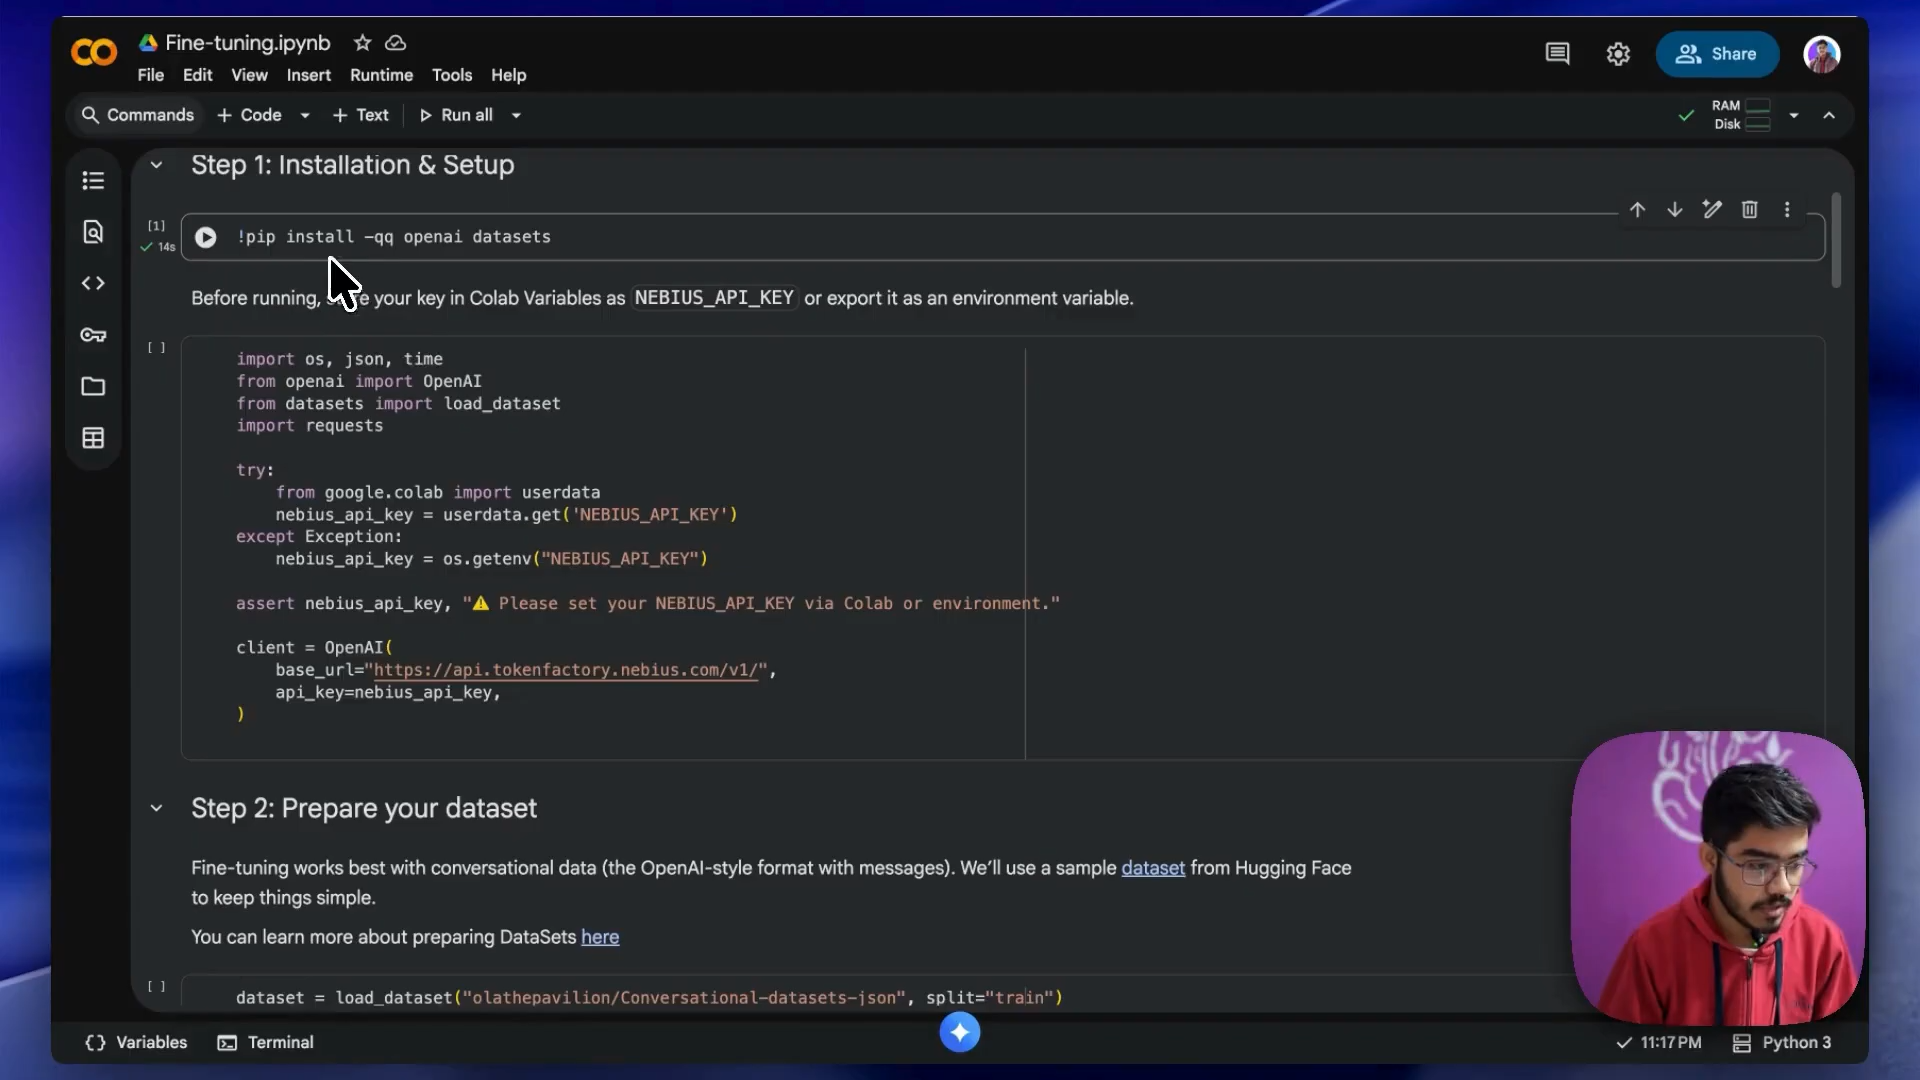 Fine-tuning.ipynb
File Edit View Insert Runtime Tools Help
Share
Commands + Code + Text Run all
RAM
Disk
Step 1: Installation & Setup
[1]
14s
!pip install -qq openai datasets
Before running, your key in Colab Variables as NEBIUS_API_KEY or export it as an environment variable.
[ ]
import os, json, time
from openai import OpenAI
from datasets import load_dataset
import requests
try:
from google.colab import userdata
nebius_api_key = userdata.get('NEBIUS_API_KEY')
except Exception:
nebius_api_key = os.getenv("NEBIUS_API_KEY")
assert nebius_api_key, "⚠️ Please set your NEBIUS_API_KEY via Colab or environment."
client = OpenAI(
base_url="https://api.tokenfactory.nebius.com/v1/",
api_key=nebius_api_key,
)
Step 2: Prepare your dataset
Fine-tuning works best with conversational data (the OpenAI-style format with messages). We'll use a sample dataset from Hugging Face
to keep things simple.
You can learn more about preparing DataSets here
[ ]
dataset = load_dataset("olathepavilion/Conversational-datasets-json", split="train")
{} Variables Terminal
11:17 PM Python 3